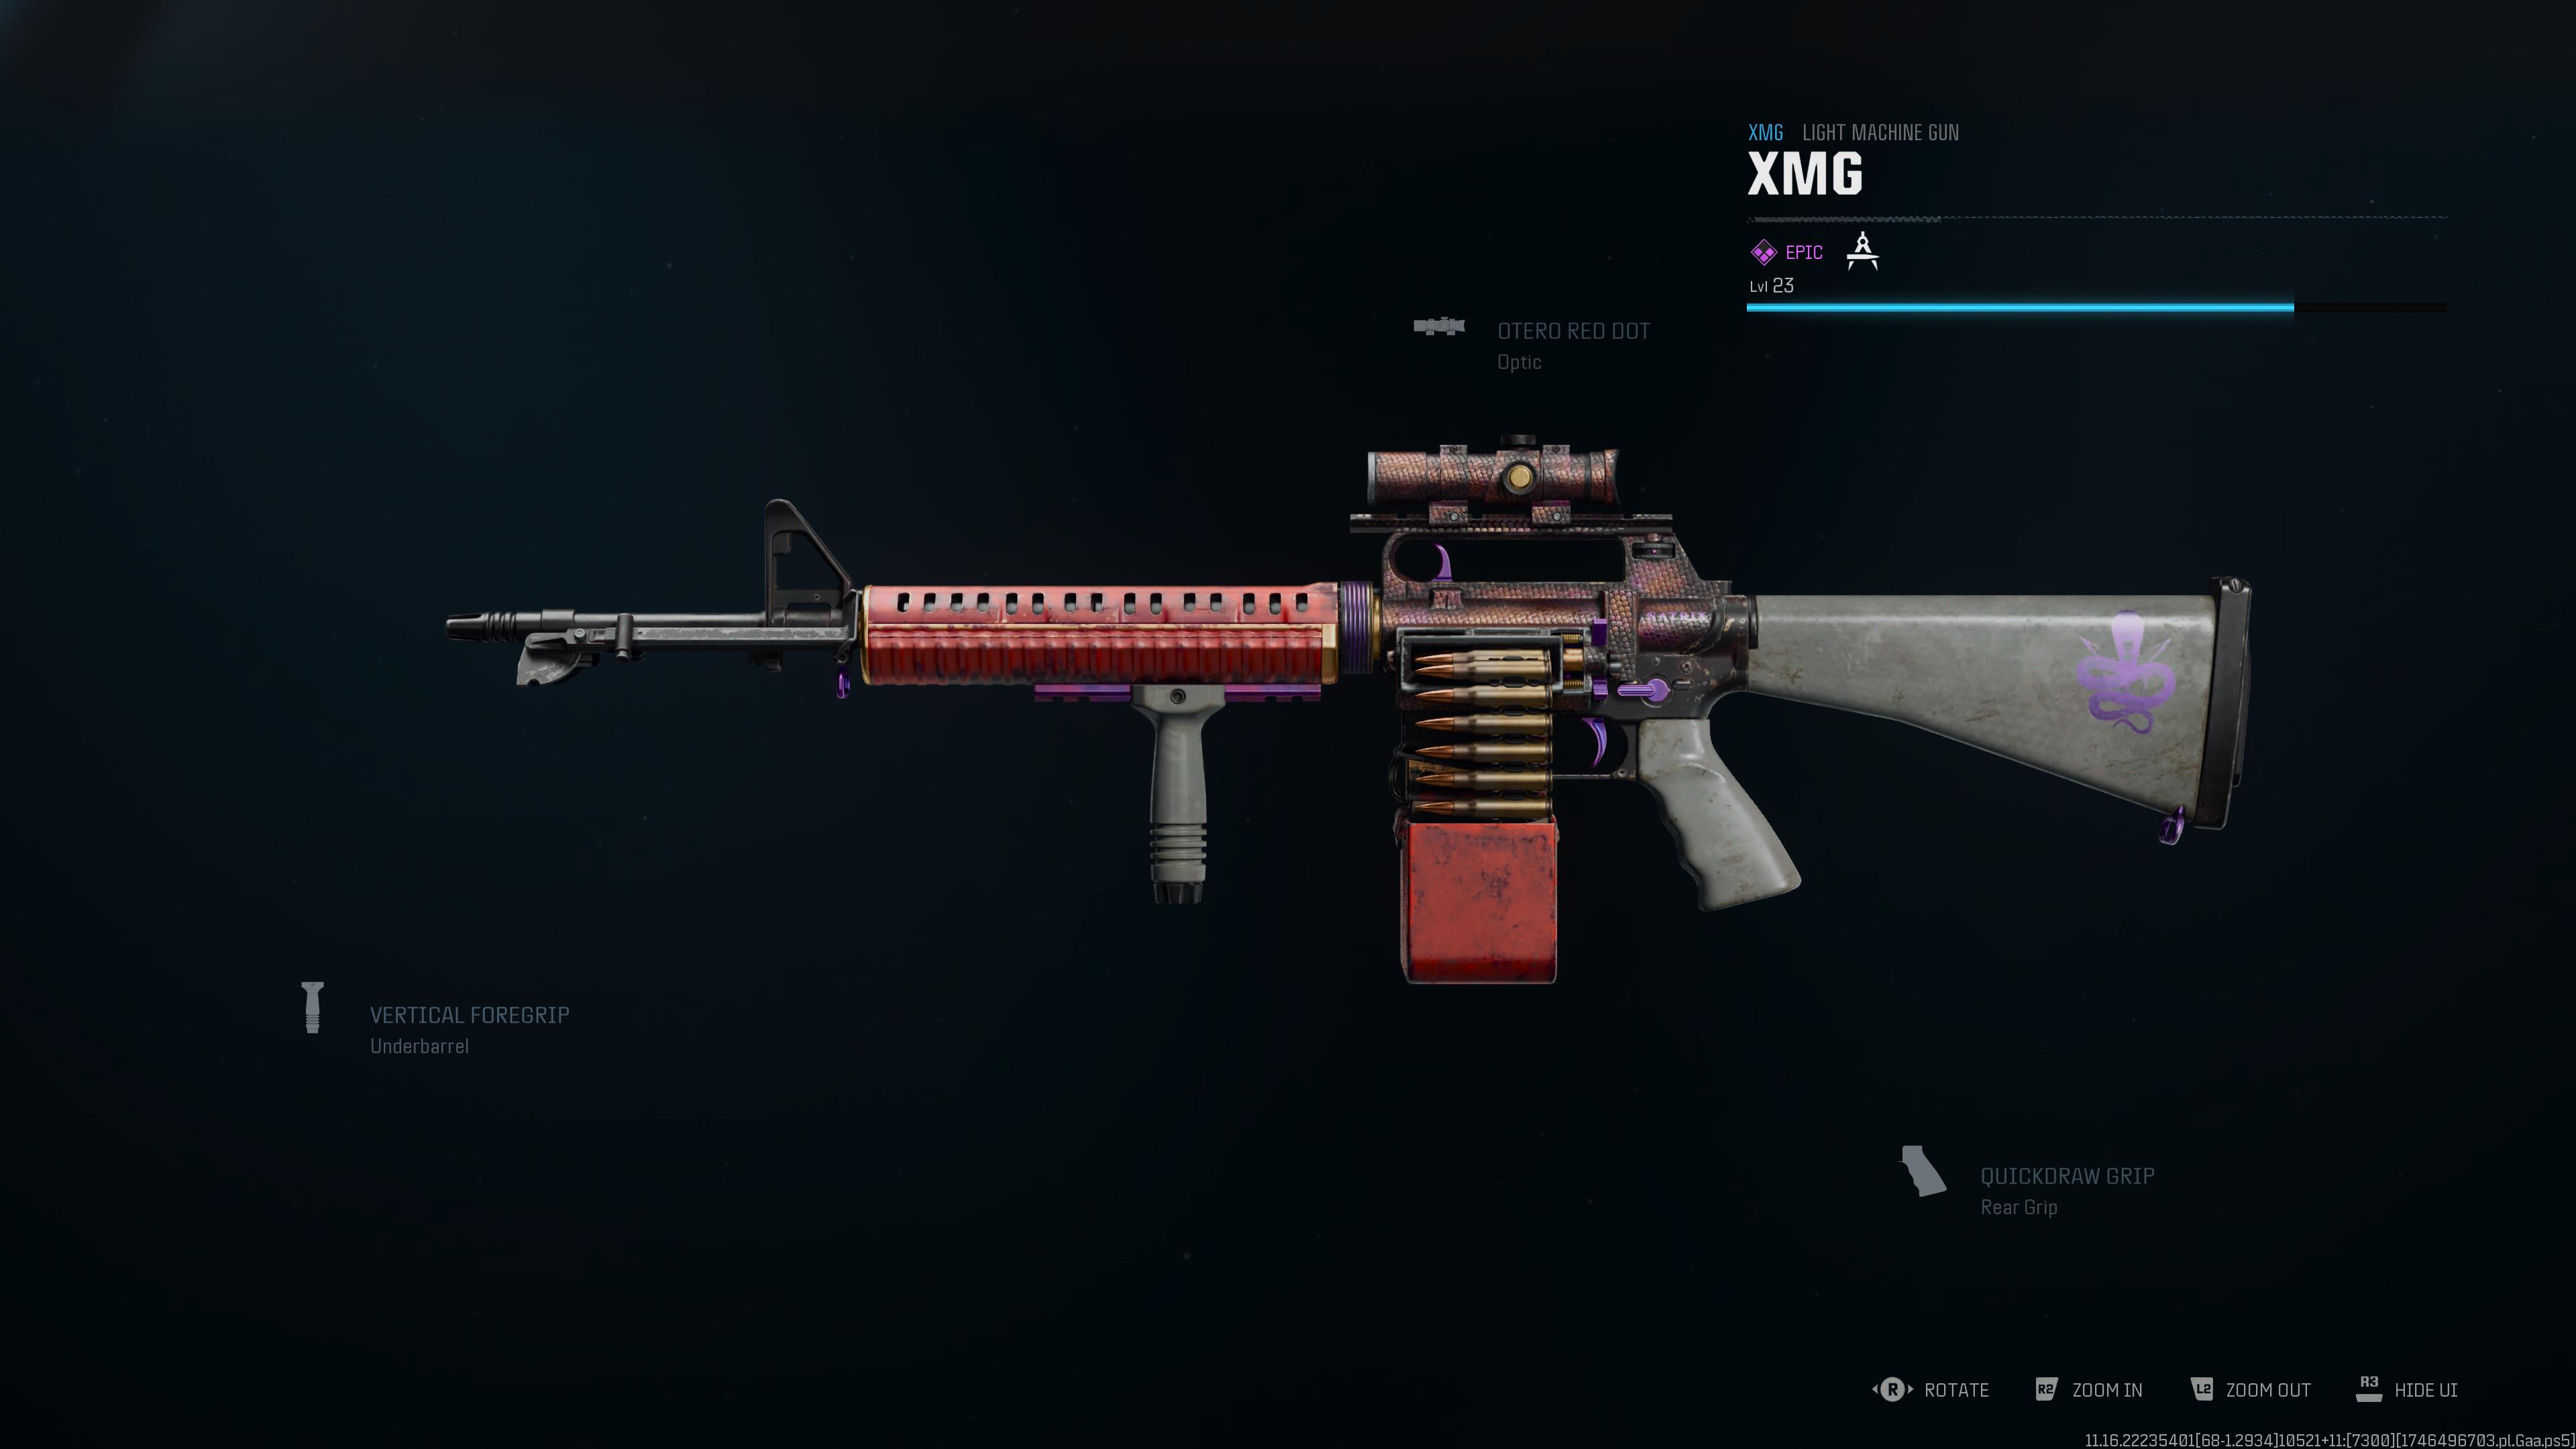 XMG LIGHT MACHINE GUN
XMG
EPIC
Lvl 23
OTERO RED DOT
Optic
VERTICAL FOREGRIP
Underbarrel
QUICKDRAW GRIP
Rear Grip
R ROTATE R2 ZOOM IN L2 ZOOM OUT R3 HIDE UI
11.16.22235401[68-1.2934]10521+11:[7300][1746496703.pl.Gaa.ps5]